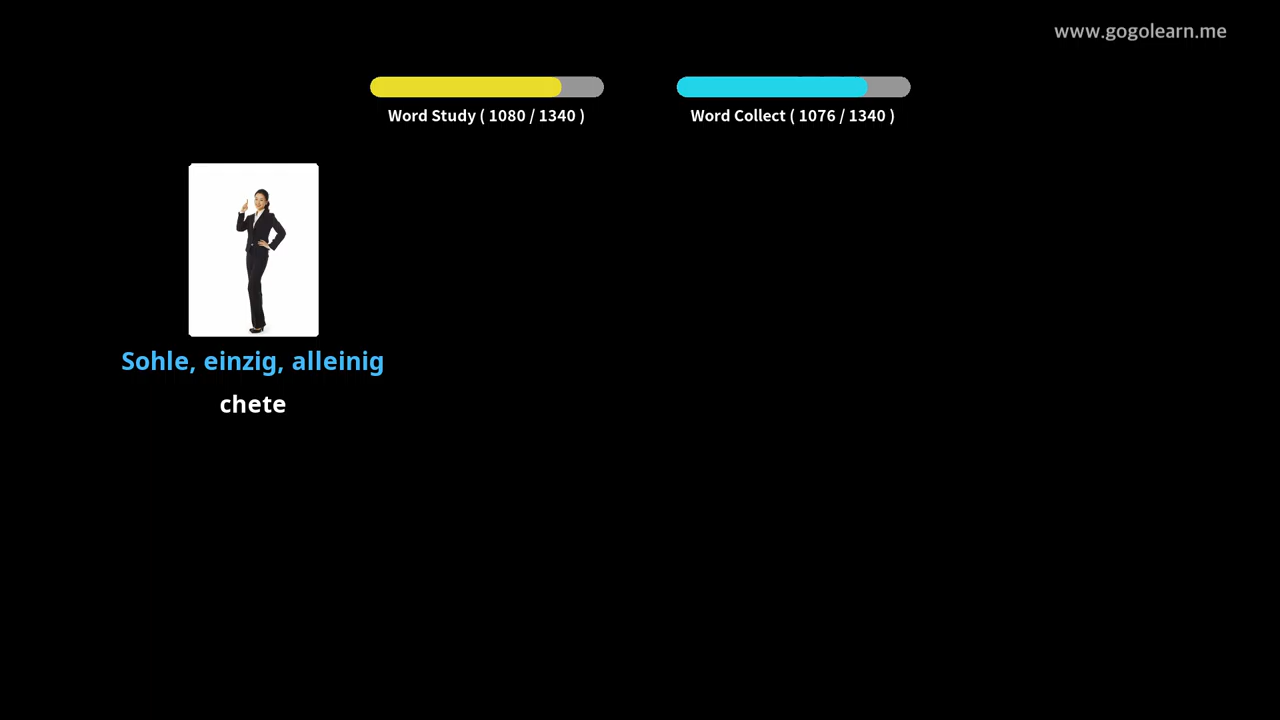 www.gogolearn.me
Word Study ( 1080 / 1340 )
Word Collect ( 1076 / 1340 )
Sohle, einzig, alleinig
chete